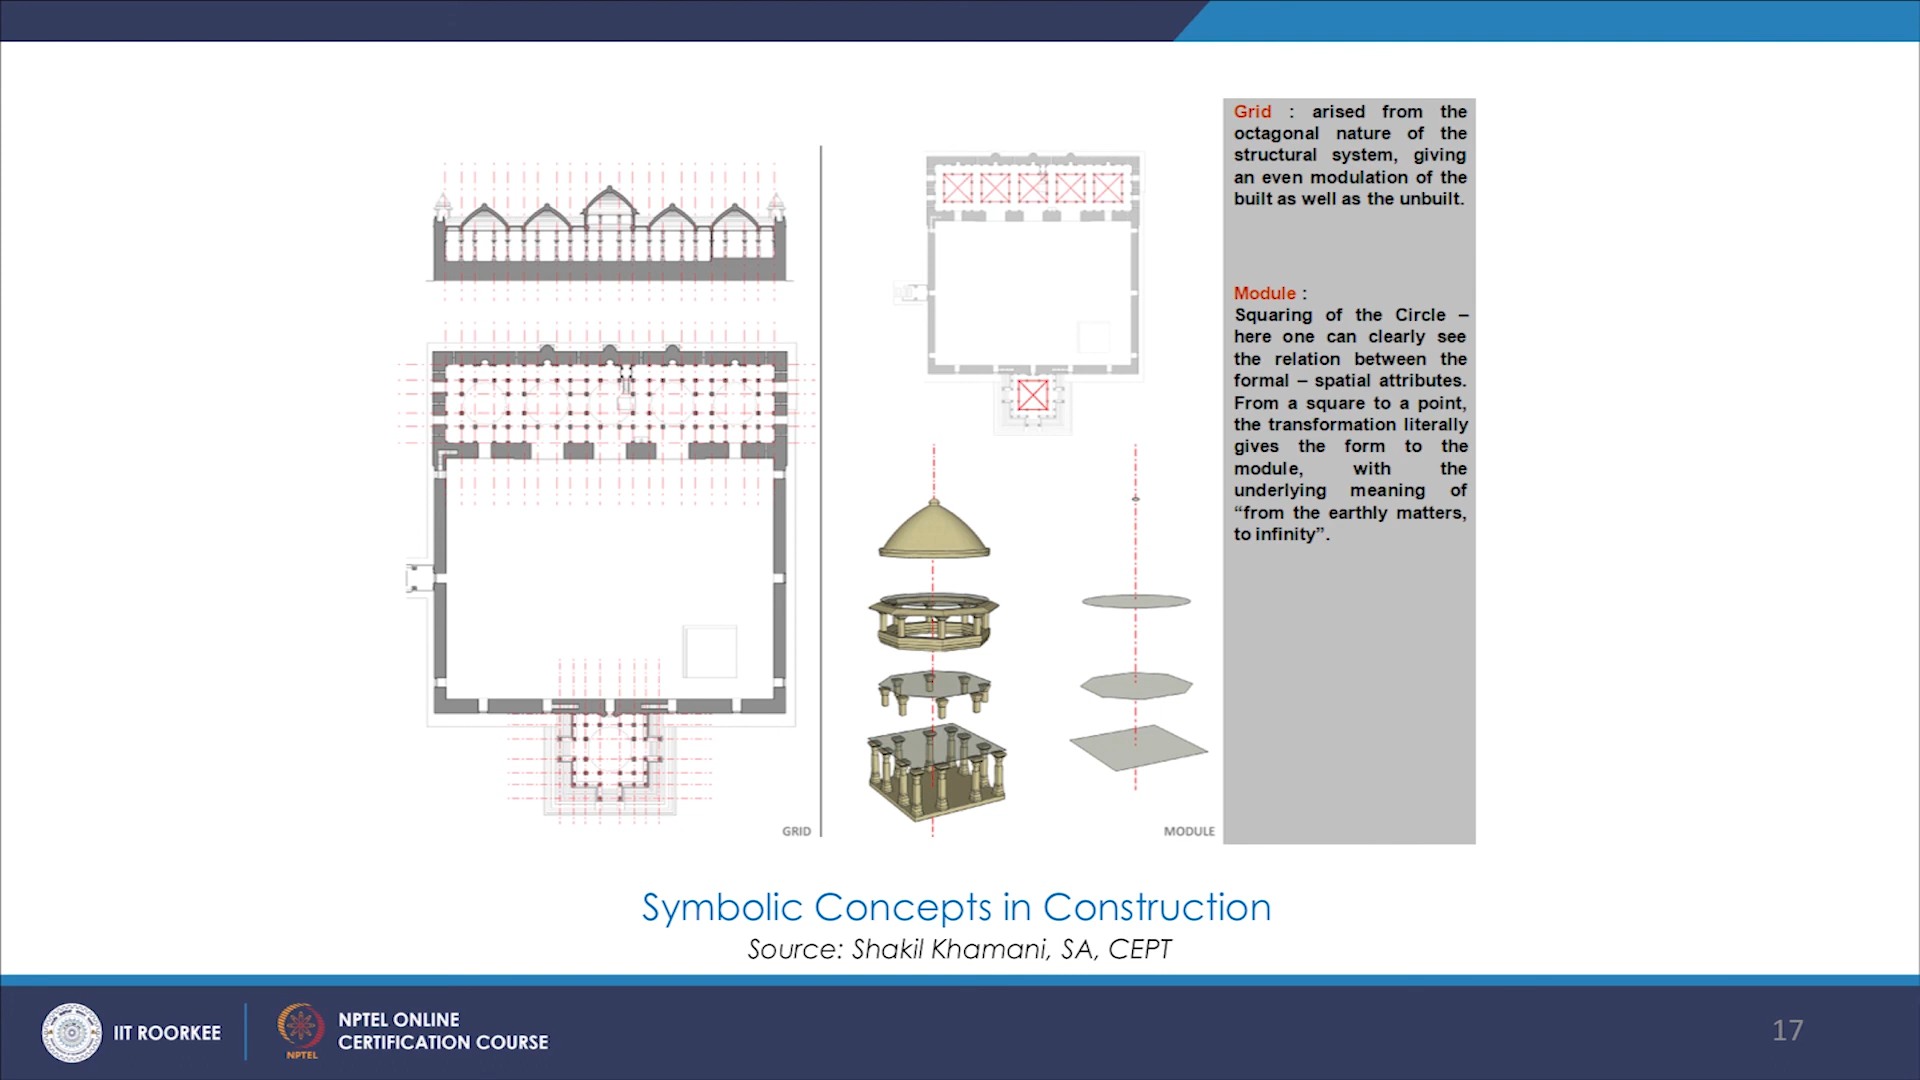 Grid : arised from the
octagonal nature of the
structural system, giving
an even modulation of the
built as well as the unbuilt.
Module :
Squaring of the Circle –
here one can clearly see
the relation between the
formal – spatial attributes.
From a square to a point,
the transformation literally
gives the form to the
module, with the
underlying meaning of
“from the earthly matters,
to infinity”.
GRID
MODULE
Symbolic Concepts in Construction
Source: Shakil Khamani, SA, CEPT
IIT ROORKEE
NPTEL
NPTEL ONLINE
CERTIFICATION COURSE
17